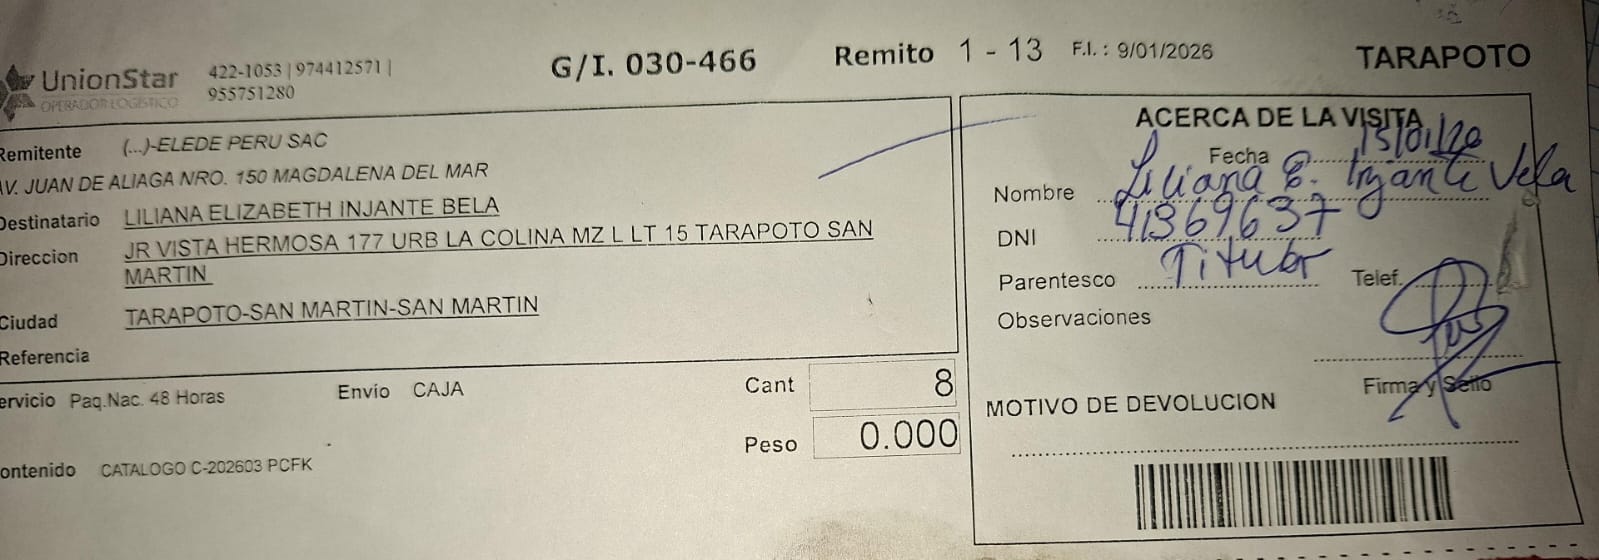 UnionStar
OPERADOR LOGISTICO
422-1053 | 974412571 |
955751280
G/I. 030-466
Remito 1 - 13 F.I. : 9/01/2026
TARAPOTO
Remitente (...)-ELEDE PERU SAC
AV. JUAN DE ALIAGA NRO. 150 MAGDALENA DEL MAR
Destinatario LILIANA ELIZABETH INJANTE BELA
Direccion JR VISTA HERMOSA 177 URB LA COLINA MZ L LT 15 TARAPOTO SAN
MARTIN
Ciudad TARAPOTO-SAN MARTIN-SAN MARTIN
Referencia
ervicio Paq.Nac. 48 Horas Envío CAJA
Cant 8
Peso 0.000
ontenido CATALOGO C-202603 PCFK
ACERCA DE LA VISITA
Fecha 15/01/26
Nombre Liliana E. Injante Vela
DNI 41369637
Parentesco Titular Telef.
Observaciones
Firma y Sello
MOTIVO DE DEVOLUCION